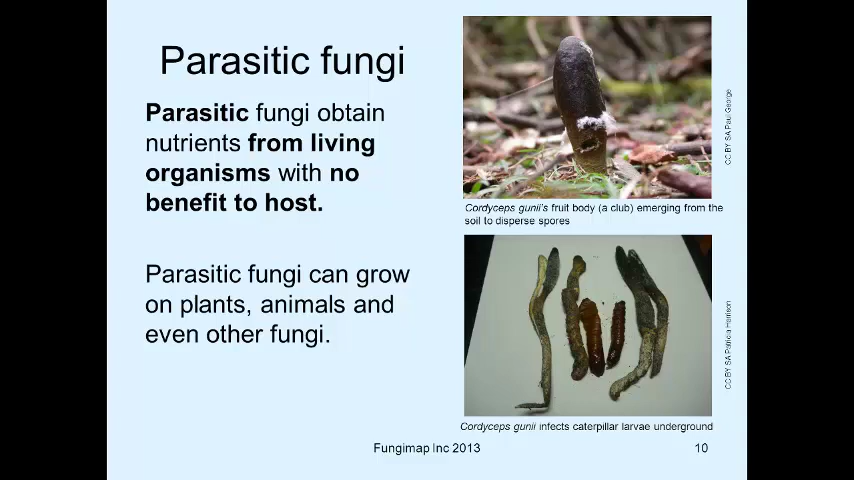 Parasitic fungi
Parasitic fungi obtain
nutrients from living
organisms with no
benefit to host.
Parasitic fungi can grow
on plants, animals and
even other fungi.
CC BY SA Paul George
Cordyceps gunii's fruit body (a club) emerging from the
soil to disperse spores
CC BY SA Patricia Harrison
Cordyceps gunii infects caterpillar larvae underground
Fungimap Inc 2013
10